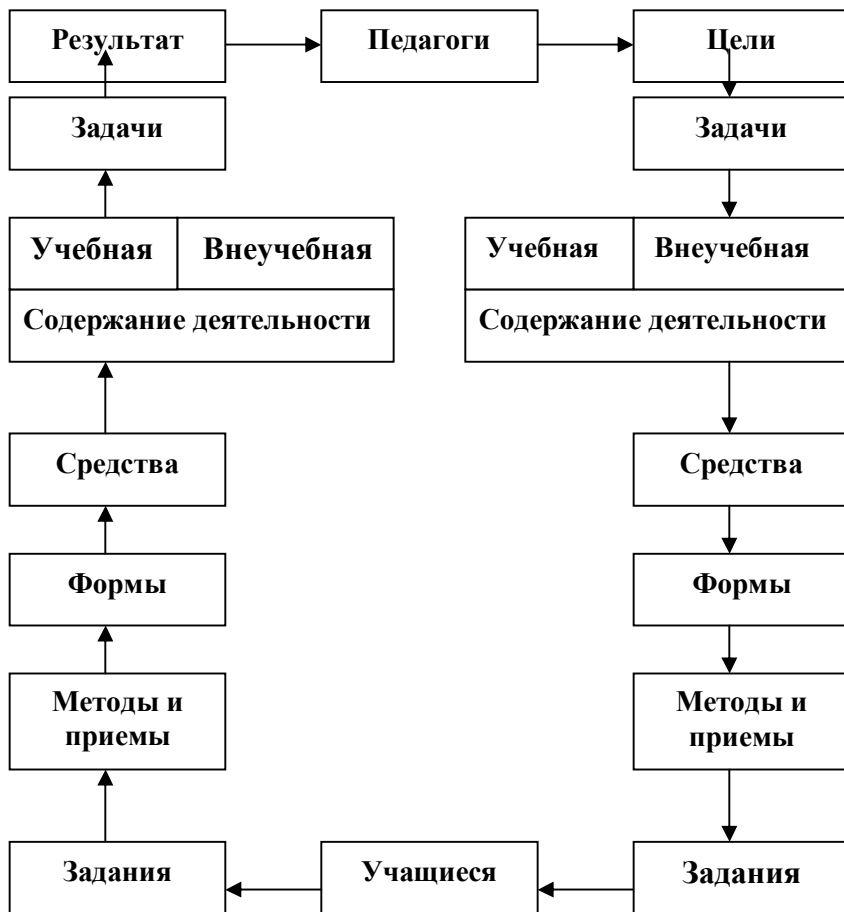 Результат
Педагоги
Цели
Задачи
Задачи
Учебная
Внеучебная
Учебная
Внеучебная
Содержание деятельности
Содержание деятельности
Средства
Средства
Формы
Формы
Методы и
приемы
Методы и
приемы
Задания
Учащиеся
Задания